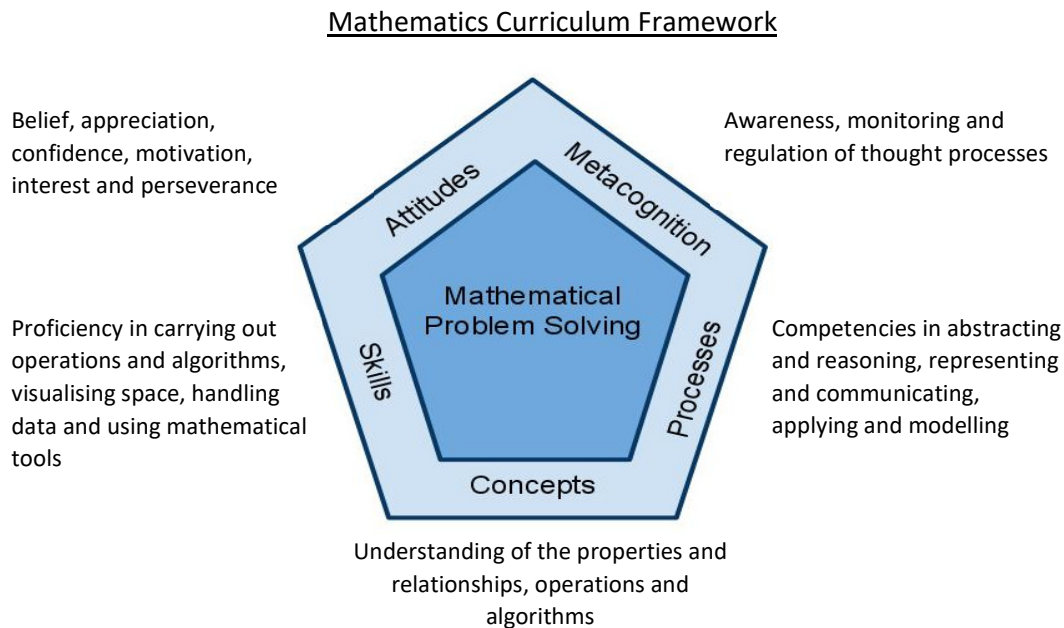 Mathematics Curriculum Framework
Belief, appreciation,
confidence, motivation,
interest and perseverance
Attitudes
Metacognition
Awareness, monitoring and
regulation of thought processes
Mathematical
Problem Solving
Proficiency in carrying out
operations and algorithms,
visualising space, handling
data and using mathematical
tools
Skills
Processes
Competencies in abstracting
and reasoning, representing
and communicating,
applying and modelling
Concepts
Understanding of the properties and
relationships, operations and
algorithms